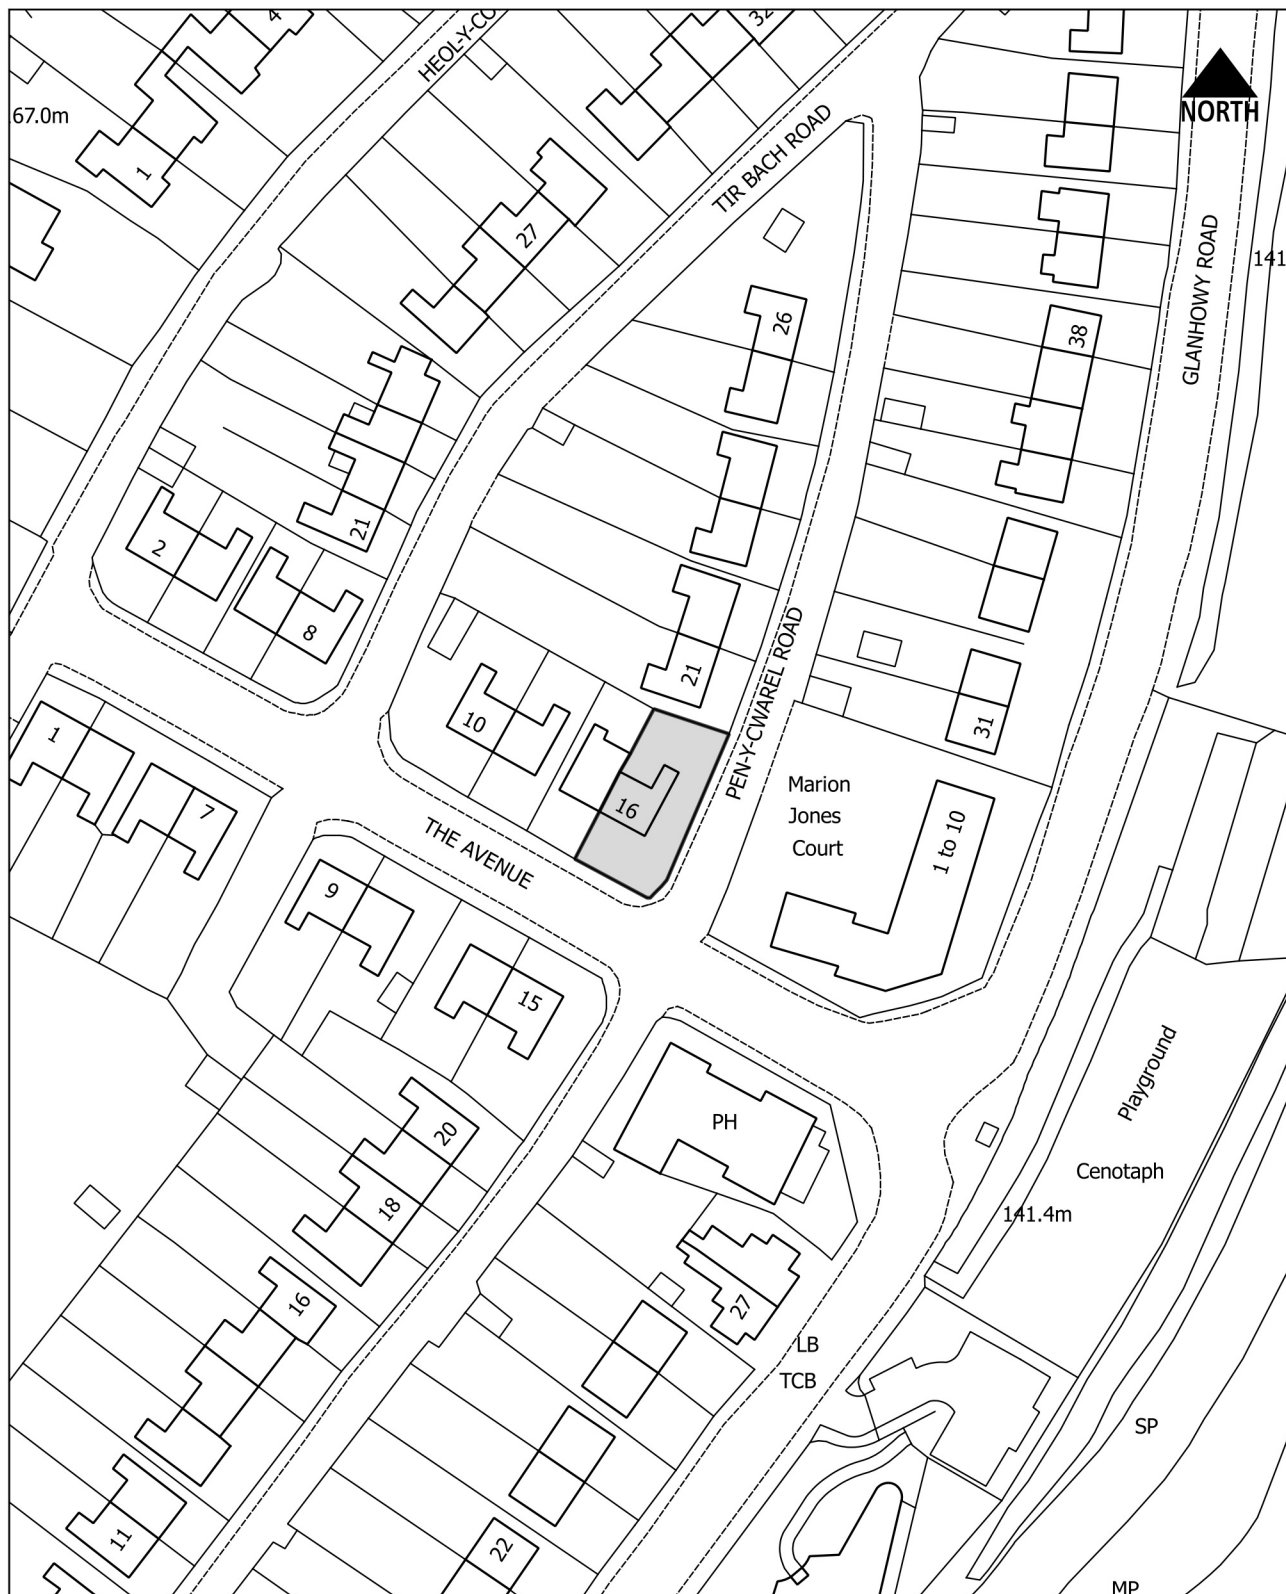 4
32
HEOL-Y-CO
67.0m
NORTH
1
TIR BACH ROAD
27
GLANHOWY ROAD
141
26
38
21
2
8
PEN-Y-CWAREL ROAD
21
10
31
1
7
16
Marion
Jones
Court
1 to 10
THE AVENUE
9
15
Playground
PH
20
Cenotaph
18
141.4m
16
27
LB
TCB
SP
11
22
MP